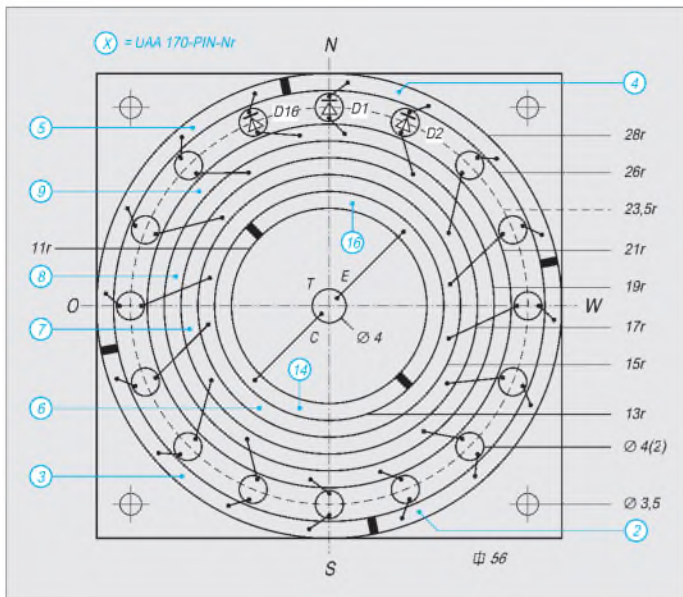 X = UAA 170-PIN-Nr
N
4
D16
D1
D2
5
28r
9
26r
23,5r
11r
16
21r
8
T
E
19r
O
W
17r
7
C
Ø 4
15r
14
6
13r
Ø 4(2)
3
Ø 3,5
2
S
56